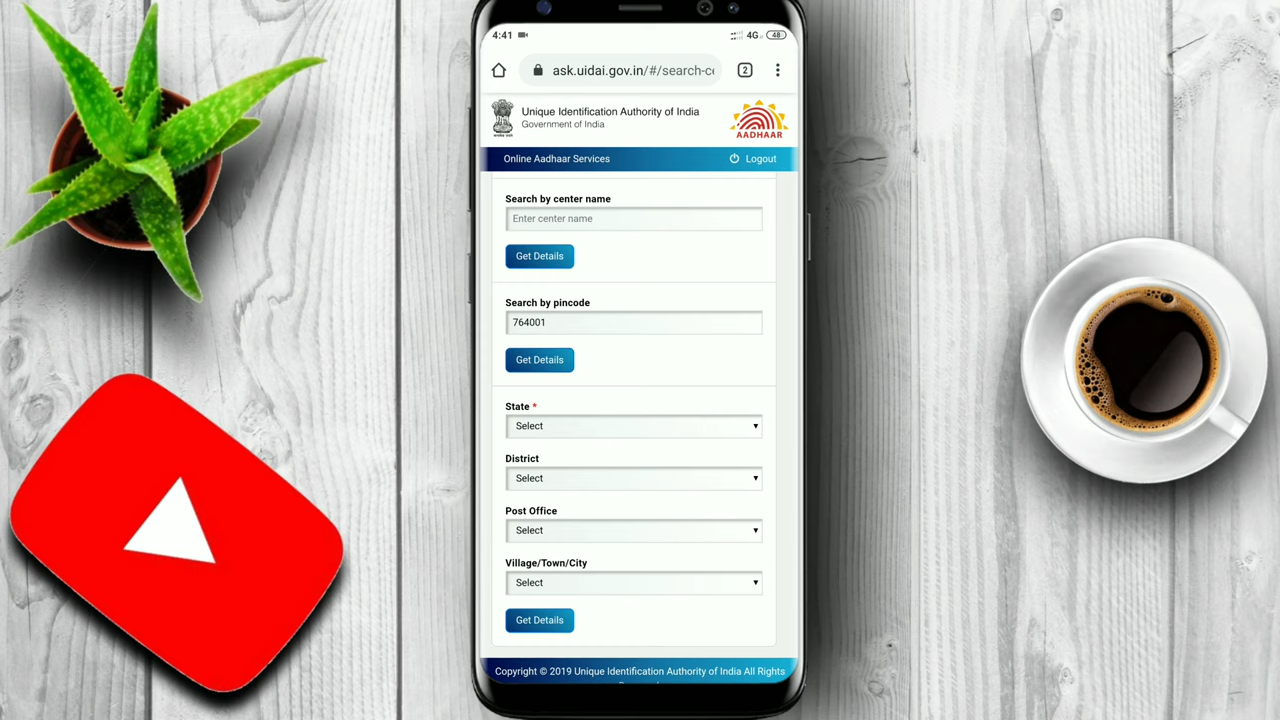 4:41
4G
48
ask.uidai.gov.in/#/search-c
2
Unique Identification Authority of India
Government of India
AADHAAR
Online Aadhaar Services
Logout
Search by center name
Enter center name
Get Details
Search by pincode
764001
Get Details
State *
Select
District
Select
Post Office
Select
Village/Town/City
Select
Get Details
Copyright © 2019 Unique Identification Authority of India All Rights